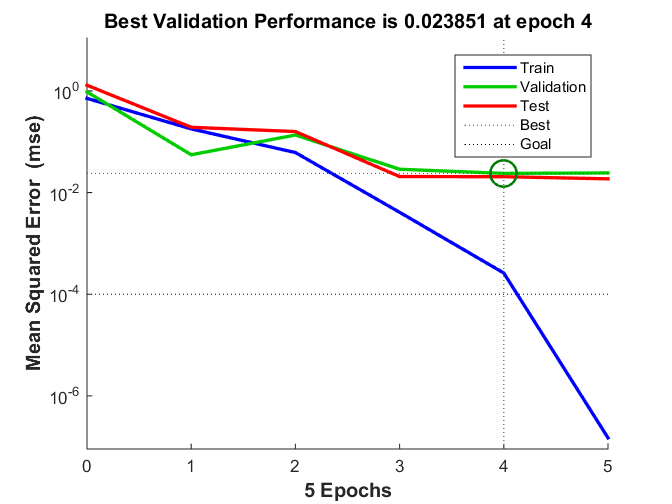 Best Validation Performance is 0.023851 at epoch 4
Mean Squared Error (mse)
10^0
10^-2
10^-4
10^-6
Train
Validation
Test
Best
Goal
0 1 2 3 4 5
5 Epochs